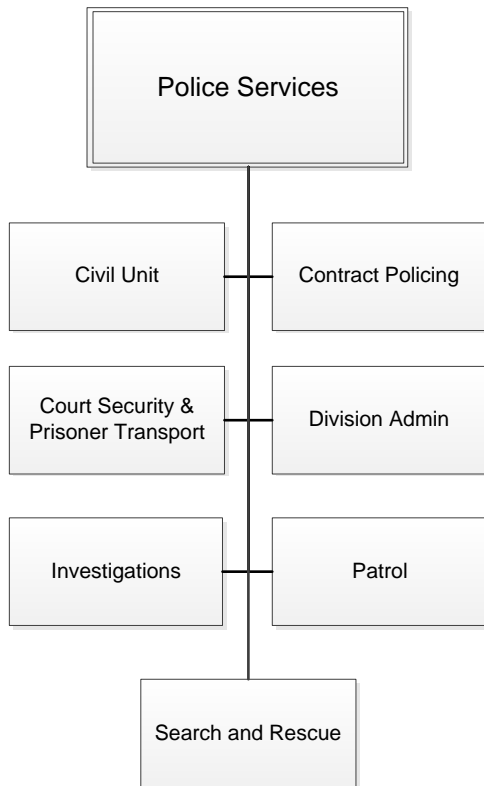 Police Services
Civil Unit
Contract Policing
Court Security &
Prisoner Transport
Division Admin
Investigations
Patrol
Search and Rescue